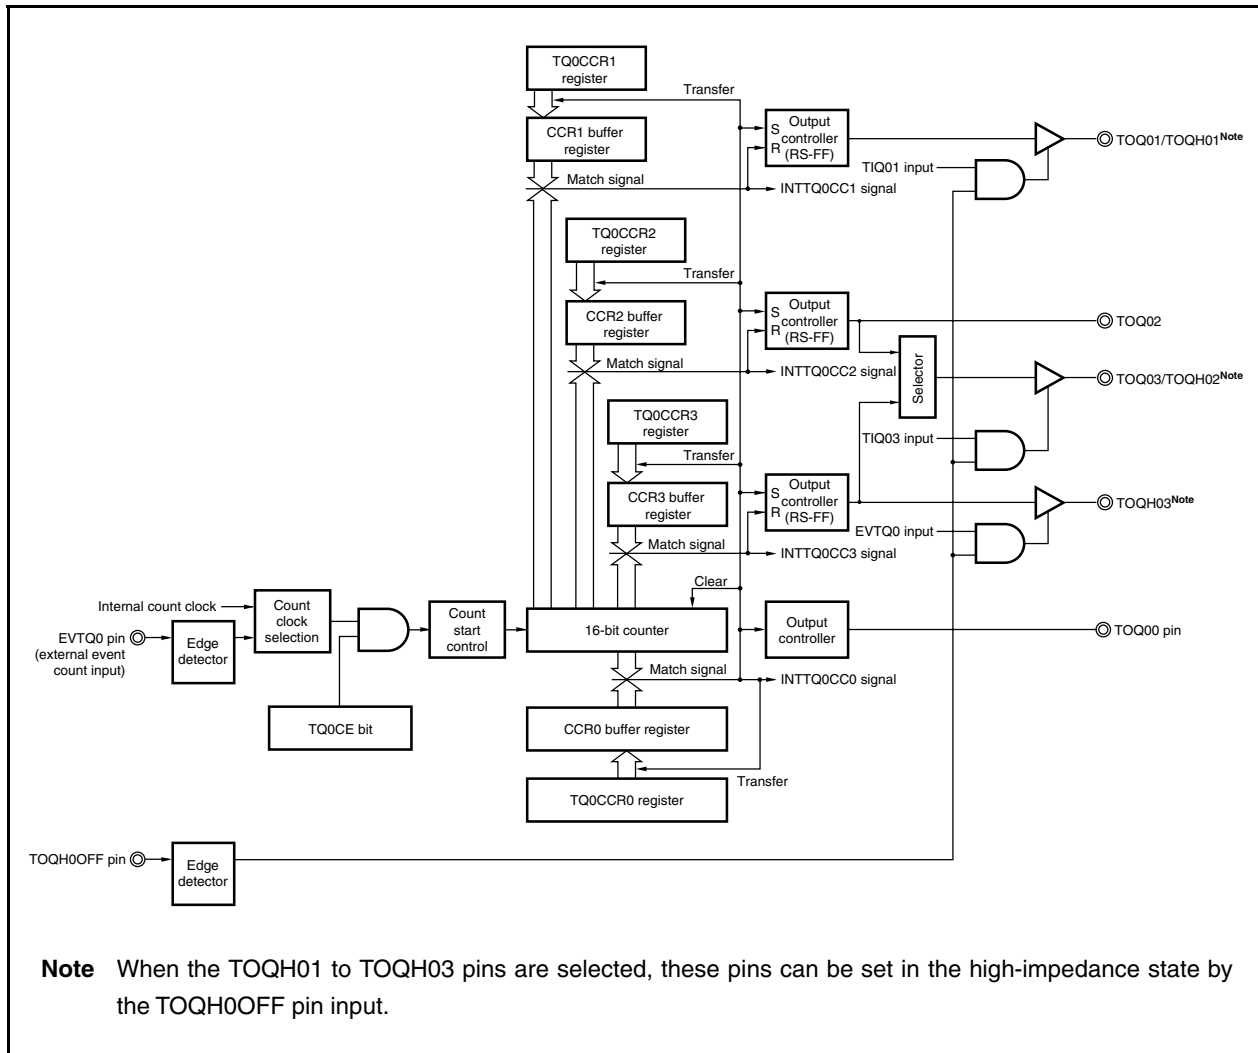 TQ0CCR1
register
Transfer
CCR1 buffer
register
S
R
Output
controller
(RS-FF)
TOQ01/TOQH01Note
TIQ01 input
Match signal
INTTQ0CC1 signal
TQ0CCR2
register
Transfer
CCR2 buffer
register
S
R
Output
controller
(RS-FF)
TOQ02
Match signal
INTTQ0CC2 signal
Selector
TOQ03/TOQH02Note
TQ0CCR3
register
TIQ03 input
Transfer
CCR3 buffer
register
S
R
Output
controller
(RS-FF)
TOQH03Note
EVTQ0 input
Match signal
INTTQ0CC3 signal
Clear
Internal count clock
Count
clock
selection
EVTQ0 pin
(external event
count input)
Edge
detector
Count
start
control
16-bit counter
Output
controller
TOQ00 pin
Match signal
INTTQ0CC0 signal
TQ0CE bit
CCR0 buffer register
Transfer
TQ0CCR0 register
TOQH0OFF pin
Edge
detector
Note When the TOQH01 to TOQH03 pins are selected, these pins can be set in the high-impedance state by
the TOQH0OFF pin input.